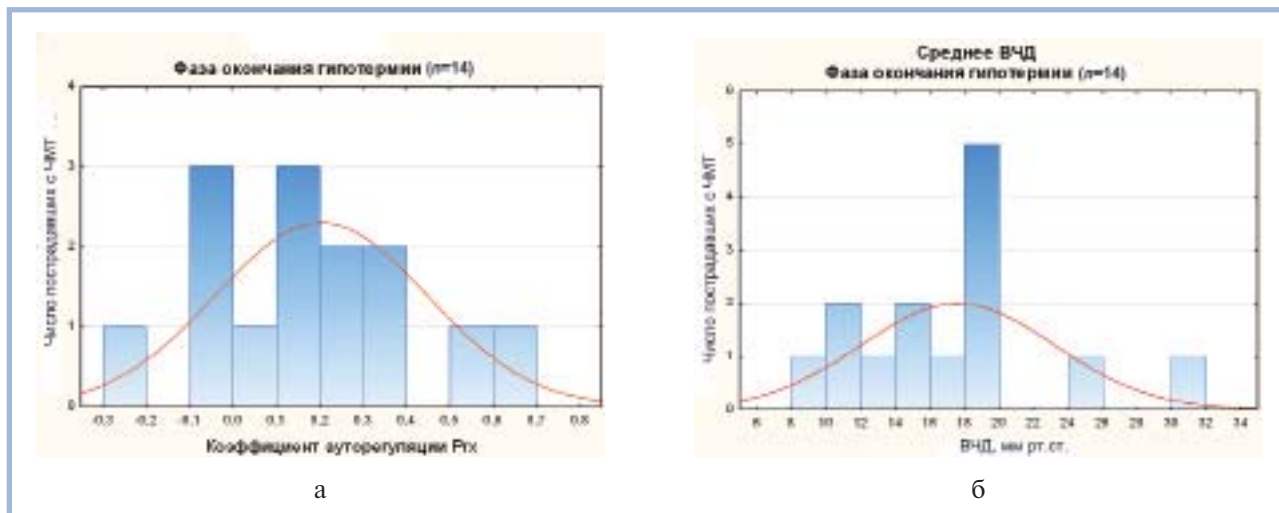 Фаза окончания гипотермии (n=14)
4
3
2
1
0
Число пострадавших с ЧМТ ...
-0,3 -0,2 -0,1 0,0 0,1 0,2 0,3 0,4 0,5 0,6 0,7 0,8
Коэффициент ауторегуляции Prx
а
Среднее ВЧД
Фаза окончания гипотермии (n=14)
6
5
4
3
2
1
0
Число пострадавших с ЧМТ
6 8 10 12 14 16 18 20 22 24 26 28 30 32 34
ВЧД, мм рт.ст.
б